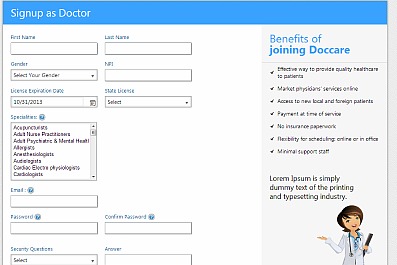 Signup as Doctor
First Name
Last Name
Gender
NPI
Select Your Gender
License Expiration Date
State License
10/31/2013
Select
Specialties:
Acupuncturists
Adult Nurse Practitioners
Adult Psychiatric & Mental Health
Allergists
Anesthesiologists
Audiologists
Cardiac Electro physiologists
Cardiologists
Email :
Password
Confirm Password
Security Questions
Answer
Select
Benefits of
joining Doccare
Effective way to provide quality healthcare
to patients
Market physicians' services online
Access to new local and foreign patients
Payment at time of service
No insurance paperwork
Flexibility for scheduling: online or in office
Minimal support staff
Lorem Ipsum is simply
dummy text of the printing
and typesetting industry.